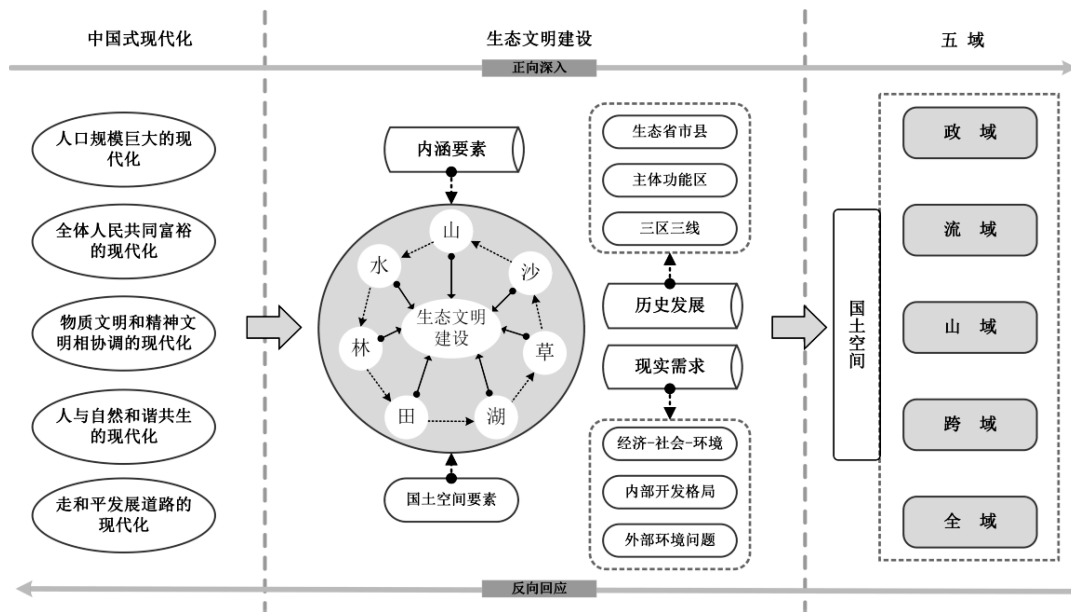 中国式现代化
生态文明建设
五 域
正向深入
人口规模巨大的现
代化
全体人民共同富裕
的现代化
物质文明和精神文
明相协调的现代化
人与自然和谐共生
的现代化
走和平发展道路的
现代化
内涵要素
山
水
沙
林
草
田
湖
生态文明
建设
国土空间要素
生态省市县
主体功能区
三区三线
历史发展
现实需求
经济-社会-环境
内部开发格局
外部环境问题
国土空间
政 域
流 域
山 域
跨 域
全 域
反向回应